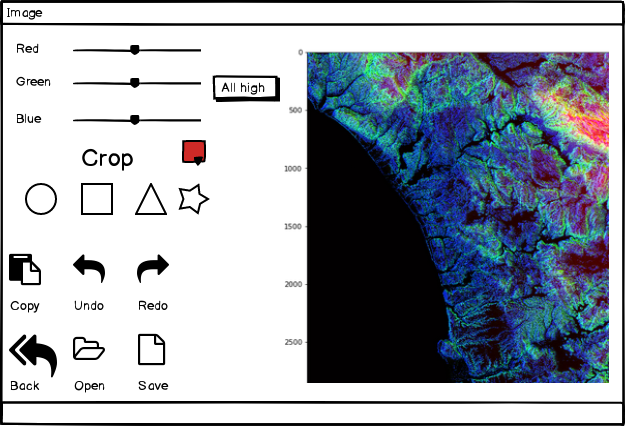 Image
Red
Green
Blue
All high
Crop
Copy Undo Redo
Back Open Save
0
500
1000
1500
2000
2500